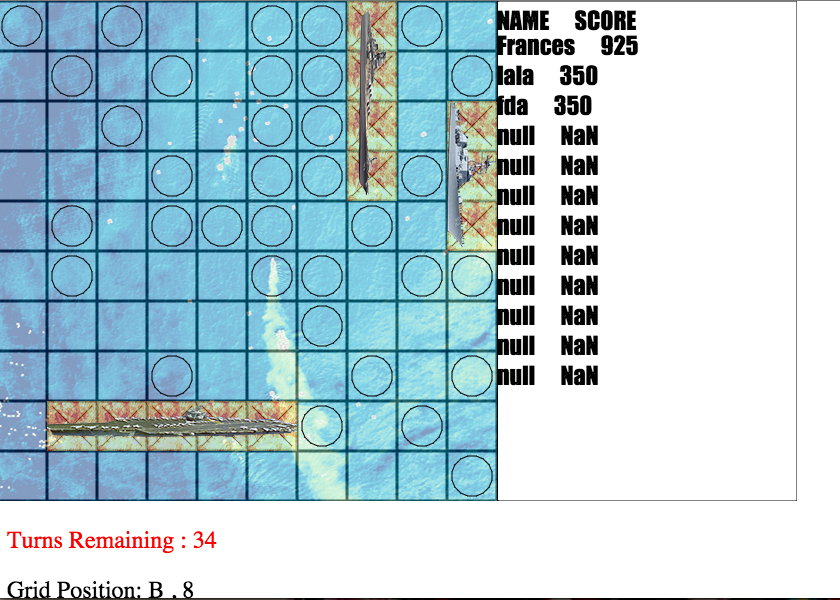 NAME SCORE
Frances 925
lala 350
fda 350
null NaN
null NaN
null NaN
null NaN
null NaN
null NaN
null NaN
null NaN
null NaN
Turns Remaining : 34
Grid Position: B , 8